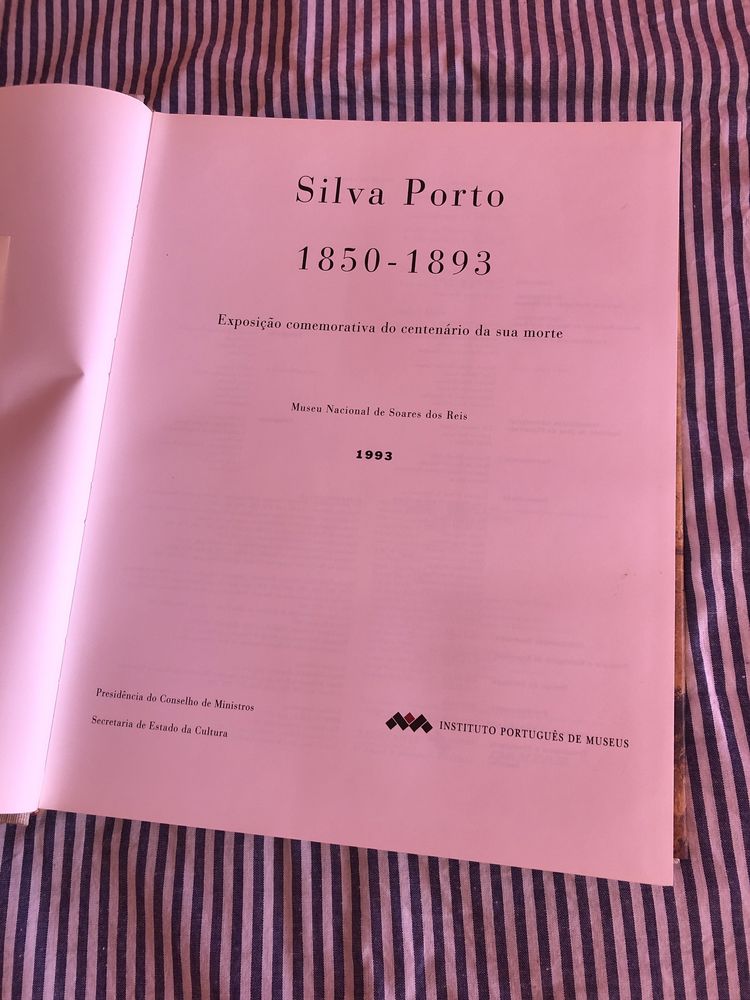 Silva Porto
1850-1893
Exposição comemorativa do centenário da sua morte
Museu Nacional de Soares dos Reis
1993
Presidência do Conselho de Ministros
Secretaria de Estado da Cultura
INSTITUTO PORTUGUÊS DE MUSEUS